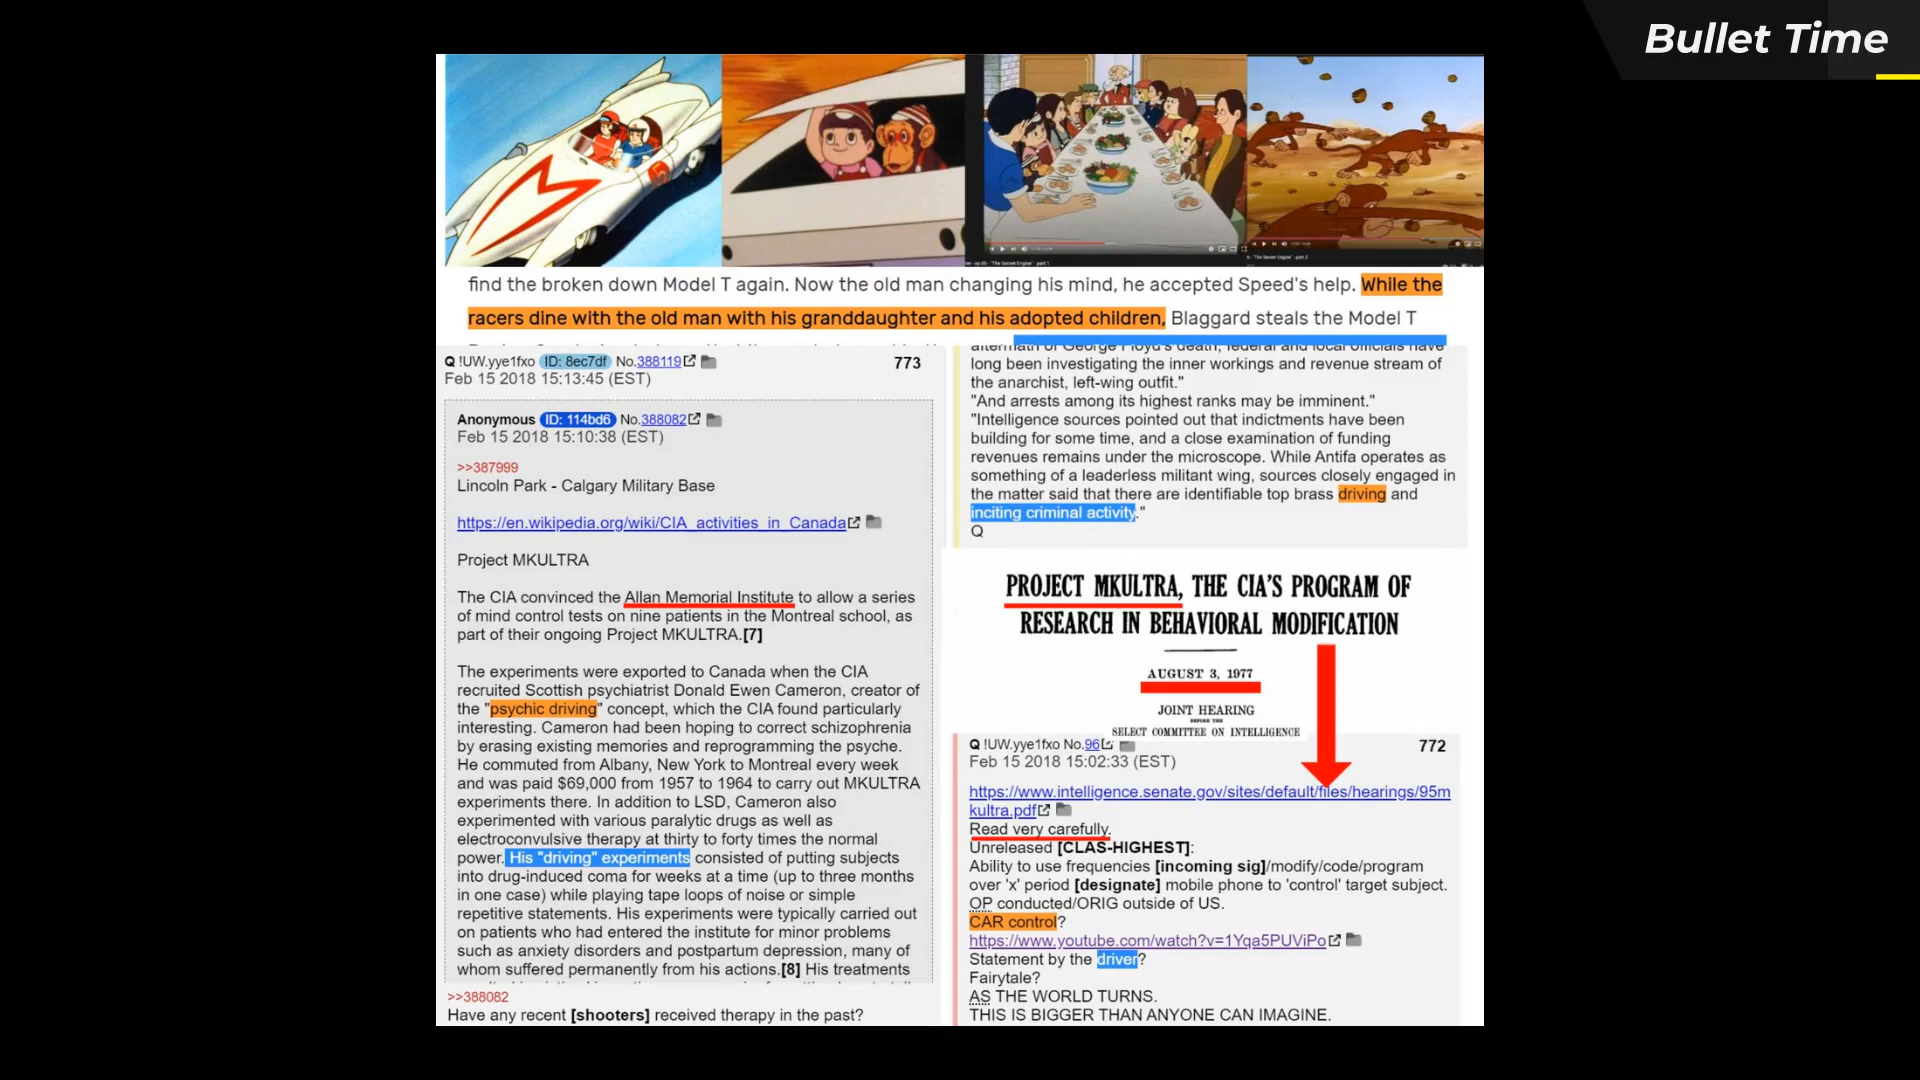 Bullet Time
find the broken down Model T again. Now the old man changing his mind, he accepted Speed's help. While the
racers dine with the old man with his granddaughter and his adopted children, Blaggard steals the Model T
Q !UW.yye1fxo ID: 8ec7df No.388119 773
Feb 15 2018 15:13:45 (EST)
Anonymous ID: 114bd6 No.388082
Feb 15 2018 15:10:38 (EST)
>>387999
Lincoln Park - Calgary Military Base
https://en.wikipedia.org/wiki/CIA_activities_in_Canada
Project MKULTRA
The CIA convinced the Allan Memorial Institute to allow a series
of mind control tests on nine patients in the Montreal school, as
part of their ongoing Project MKULTRA.[7]
The experiments were exported to Canada when the CIA
recruited Scottish psychiatrist Donald Ewen Cameron, creator of
the "psychic driving" concept, which the CIA found particularly
interesting. Cameron had been hoping to correct schizophrenia
by erasing existing memories and reprogramming the psyche.
He commuted from Albany, New York to Montreal every week
and was paid $69,000 from 1957 to 1964 to carry out MKULTRA
experiments there. In addition to LSD, Cameron also
experimented with various paralytic drugs as well as
electroconvulsive therapy at thirty to forty times the normal
power. His "driving" experiments consisted of putting subjects
into drug-induced coma for weeks at a time (up to three months
in one case) while playing tape loops of noise or simple
repetitive statements. His experiments were typically carried out
on patients who had entered the institute for minor problems
such as anxiety disorders and postpartum depression, many of
whom suffered permanently from his actions.[8] His treatments
>>388082
Have any recent [shooters] received therapy in the past?
aftermath of George Floyd's death, federal and local officials have
long been investigating the inner workings and revenue stream of
the anarchist, left-wing outfit."
"And arrests among its highest ranks may be imminent."
"Intelligence sources pointed out that indictments have been
building for some time, and a close examination of funding
revenues remains under the microscope. While Antifa operates as
something of a leaderless militant wing, sources closely engaged in
the matter said that there are identifiable top brass driving and
inciting criminal activity."
Q
PROJECT MKULTRA, THE CIA'S PROGRAM OF
RESEARCH IN BEHAVIORAL MODIFICATION
AUGUST 3, 1977
JOINT HEARING
BEFORE THE
SELECT COMMITTEE ON INTELLIGENCE
Q !UW.yye1fxo No.96 772
Feb 15 2018 15:02:33 (EST)
https://www.intelligence.senate.gov/sites/default/files/hearings/95m
kultra.pdf
Read very carefully.
Unreleased [CLAS-HIGHEST]:
Ability to use frequencies [incoming sig]/modify/code/program
over 'x' period [designate] mobile phone to 'control' target subject.
OP conducted/ORIG outside of US.
CAR control?
https://www.youtube.com/watch?v=1Yqa5PUViPo
Statement by the driver?
Fairytale?
AS THE WORLD TURNS.
THIS IS BIGGER THAN ANYONE CAN IMAGINE.